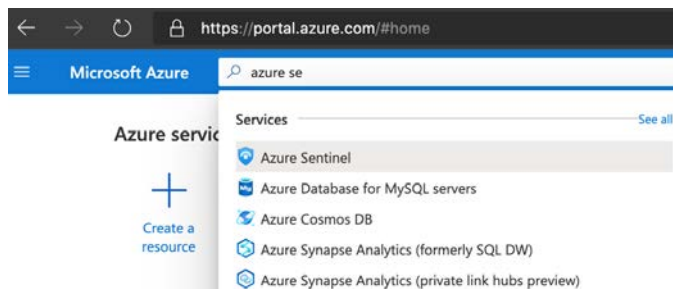 https://portal.azure.com/#home
Microsoft Azure
azure se
Azure servic
Services
See all
Azure Sentinel
Azure Database for MySQL servers
Azure Cosmos DB
Azure Synapse Analytics (formerly SQL DW)
Azure Synapse Analytics (private link hubs preview)
Create a
resource